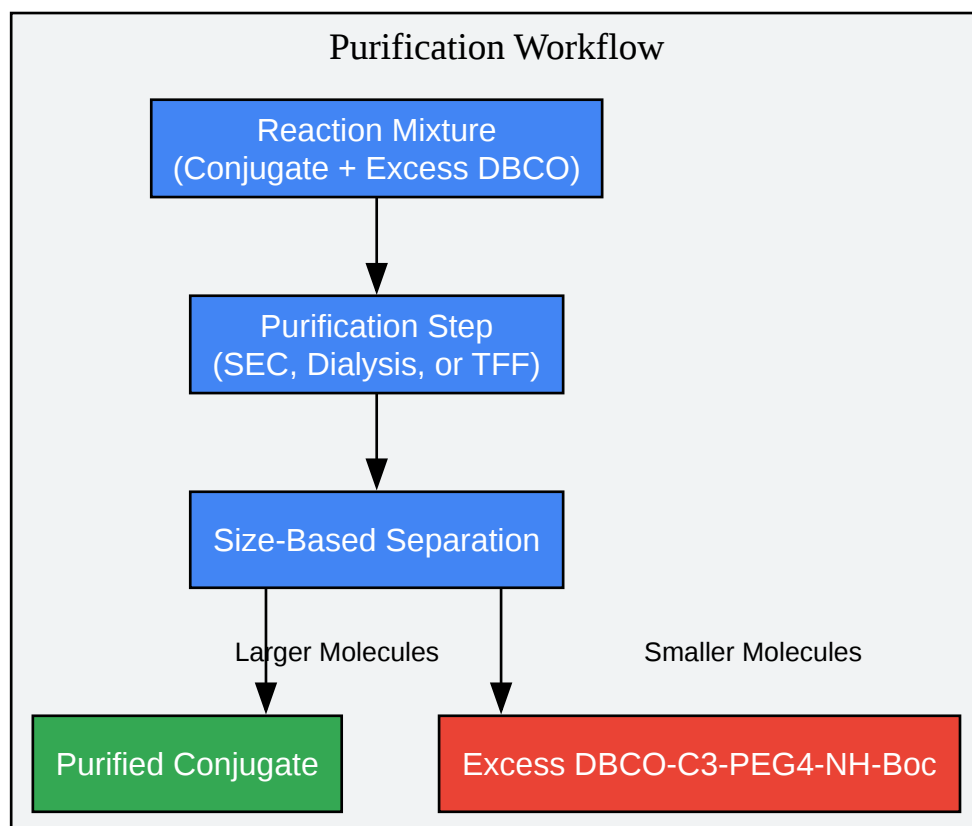 Purification Workflow
Reaction Mixture
(Conjugate + Excess DBCO)
Purification Step
(SEC, Dialysis, or TFF)
Size-Based Separation
Larger Molecules
Smaller Molecules
Purified Conjugate
Excess DBCO-C3-PEG4-NH-Boc